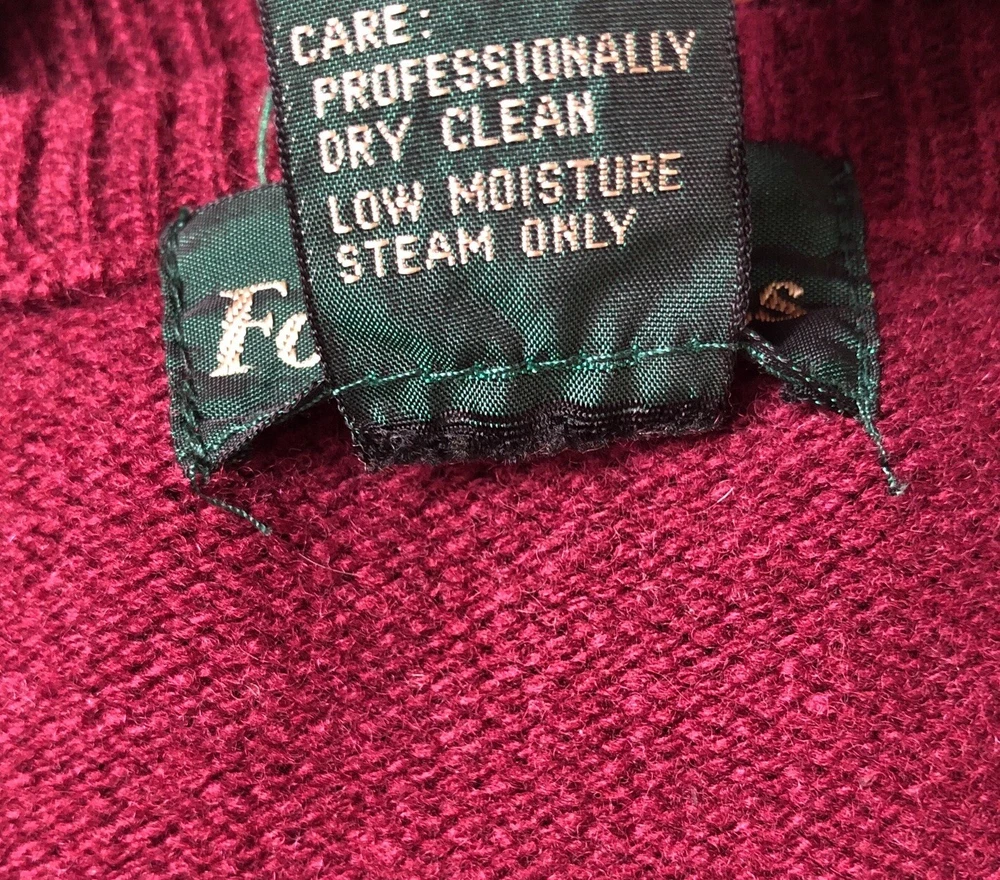 CARE:
PROFESSIONALLY
DRY CLEAN
LOW MOISTURE
STEAM ONLY